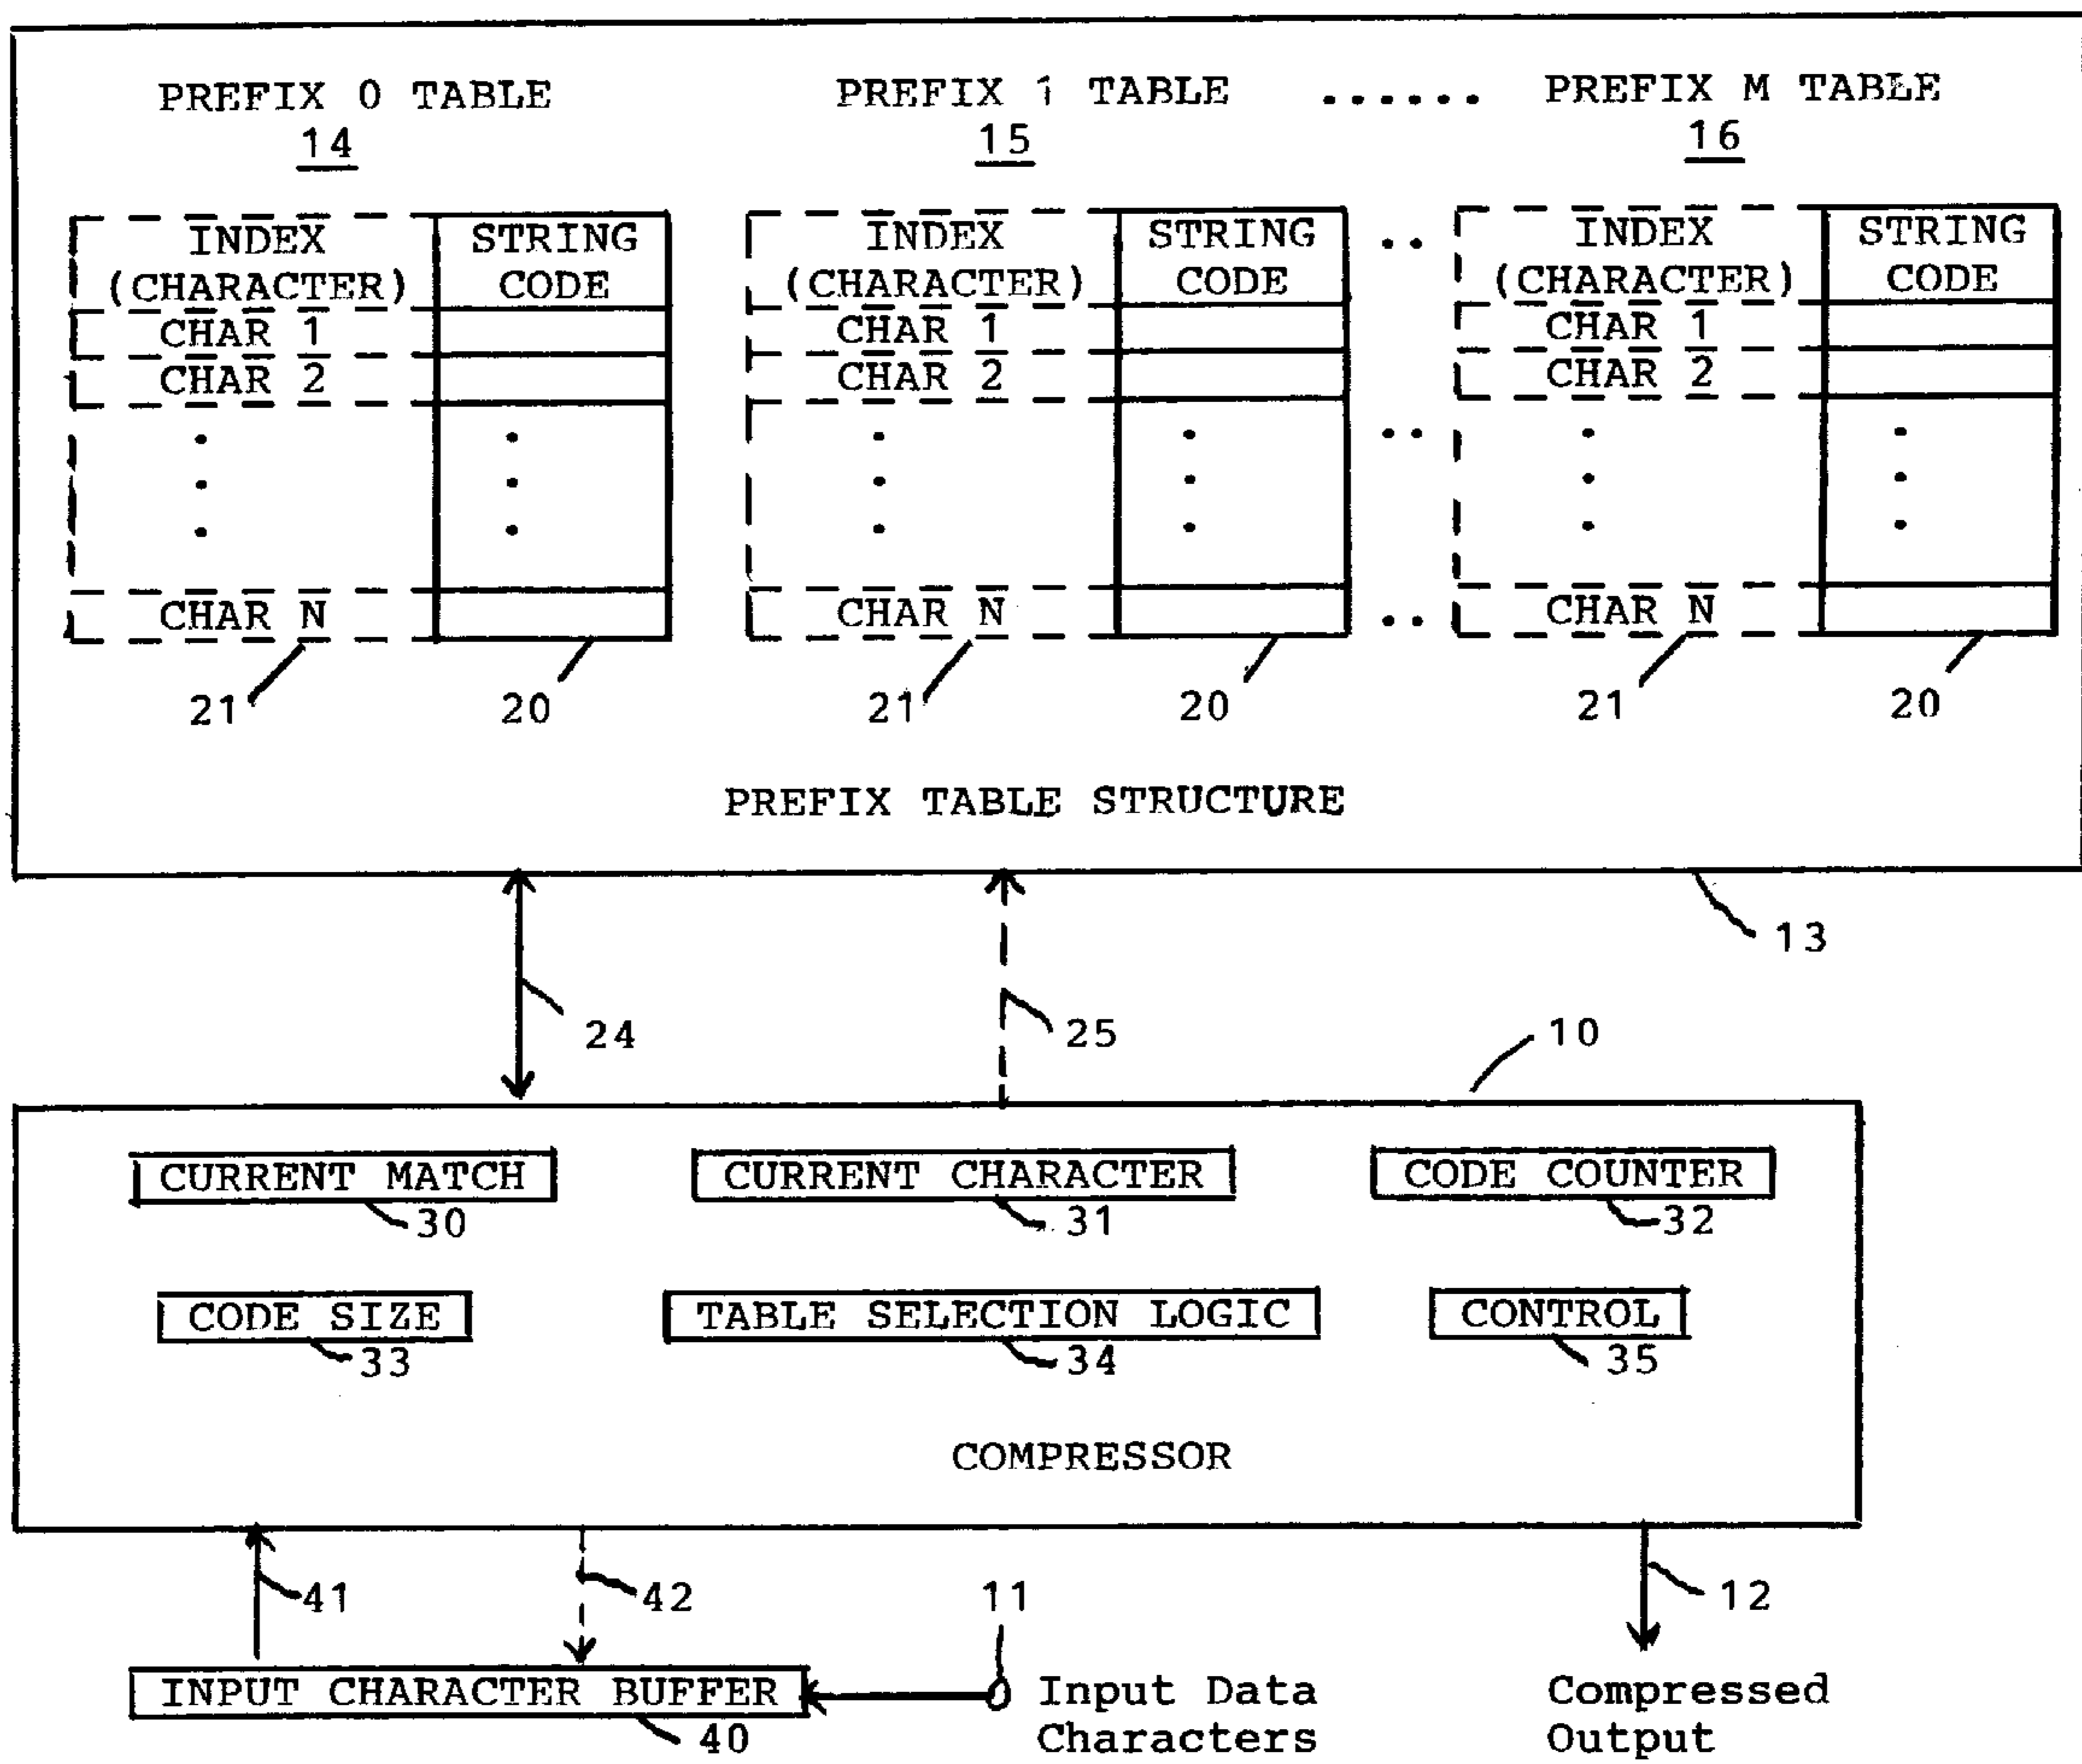 PREFIX 0 TABLE PREFIX 1 TABLE ...... PREFIX M TABLE
14 15 16
INDEX STRING INDEX STRING .. INDEX STRING
(CHARACTER) CODE (CHARACTER) CODE (CHARACTER) CODE
CHAR 1 CHAR 1 CHAR 1
CHAR 2 CHAR 2 CHAR 2
CHAR N CHAR N CHAR N
21 20 21 20 21 20
PREFIX TABLE STRUCTURE
13
24 25 10
CURRENT MATCH CURRENT CHARACTER CODE COUNTER
30 31 32
CODE SIZE TABLE SELECTION LOGIC CONTROL
33 34 35
COMPRESSOR
41 42 11 12
INPUT CHARACTER BUFFER Input Data Compressed
40 Characters Output